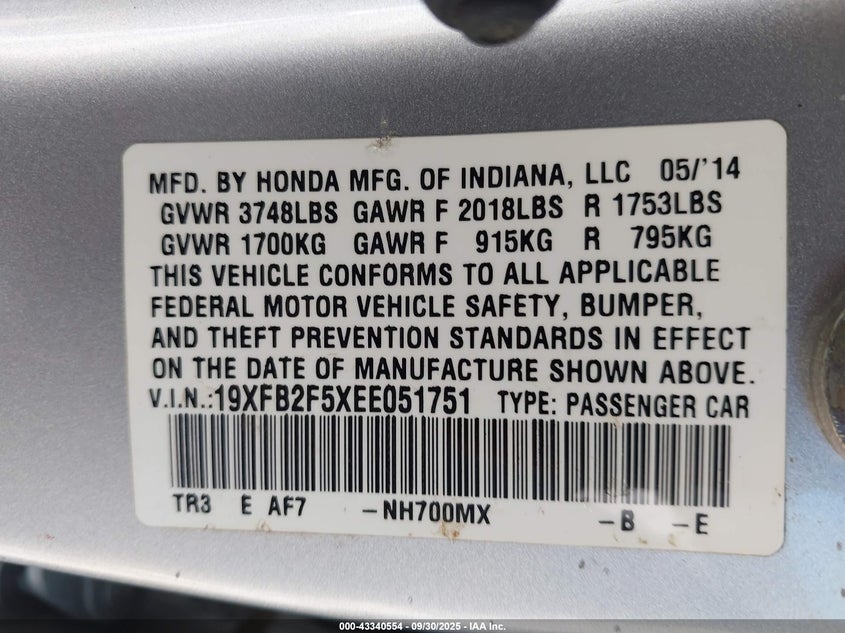 MFD. BY HONDA MFG. OF INDIANA, LLC 05/'14
GVWR 3748LBS GAWR F 2018LBS R 1753LBS
GVWR 1700KG GAWR F 915KG R 795KG
THIS VEHICLE CONFORMS TO ALL APPLICABLE
FEDERAL MOTOR VEHICLE SAFETY, BUMPER,
AND THEFT PREVENTION STANDARDS IN EFFECT
ON THE DATE OF MANUFACTURE SHOWN ABOVE.
V.I.N.:19XFB2F5XEE051751 TYPE: PASSENGER CAR
TR3 E AF7 -NH700MX -B -E
000-43340554 - 09/30/2025 - IAA Inc.